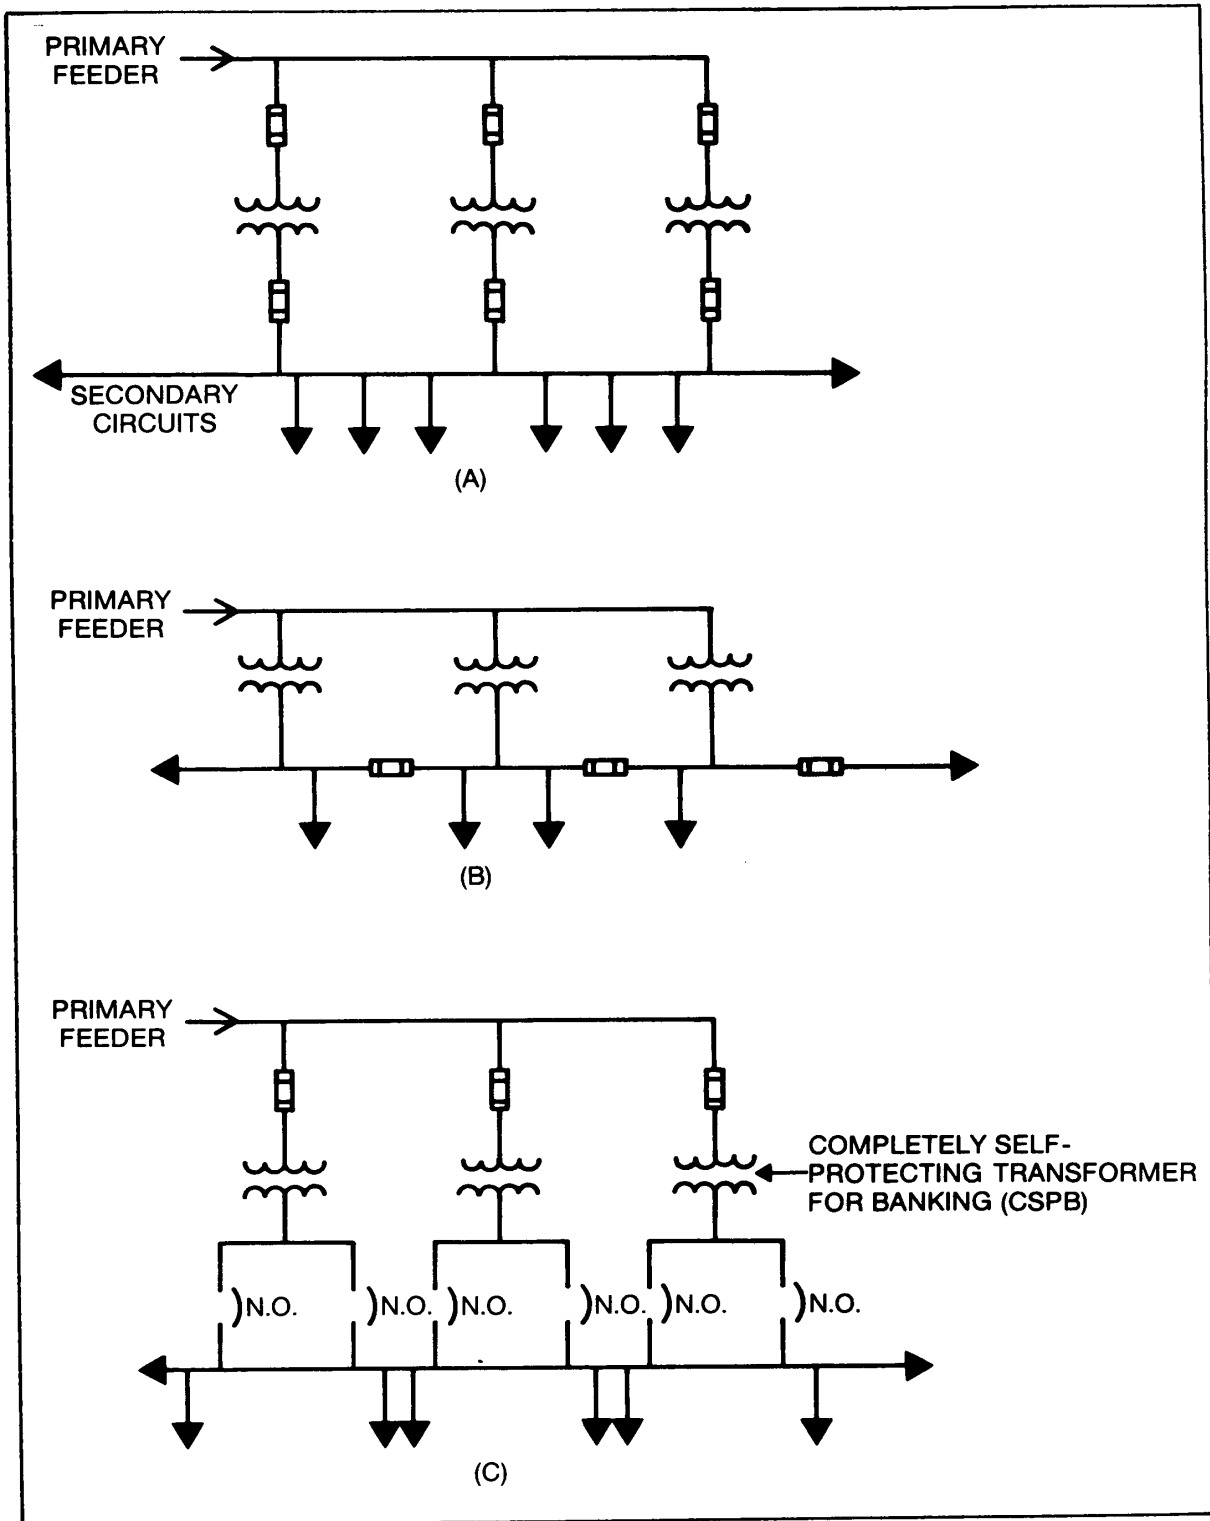 PRIMARY
FEEDER
SECONDARY
CIRCUITS
(A)
PRIMARY
FEEDER
(B)
PRIMARY
FEEDER
COMPLETELY SELF-
PROTECTING TRANSFORMER
FOR BANKING (CSPB)
N.O. N.O. N.O. N.O. N.O. N.O.
(C)